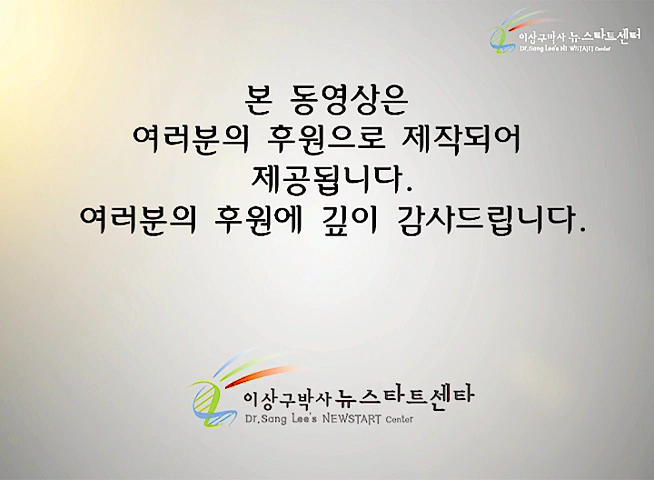 이상구박사 뉴스타트센터
Dr.Sang Lee's NEWSTART Center
본 동영상은
여러분의 후원으로 제작되어
제공됩니다.
여러분의 후원에 깊이 감사드립니다.
이상구박사 뉴스타트센타
Dr.Sang Lee's NEWSTART Center